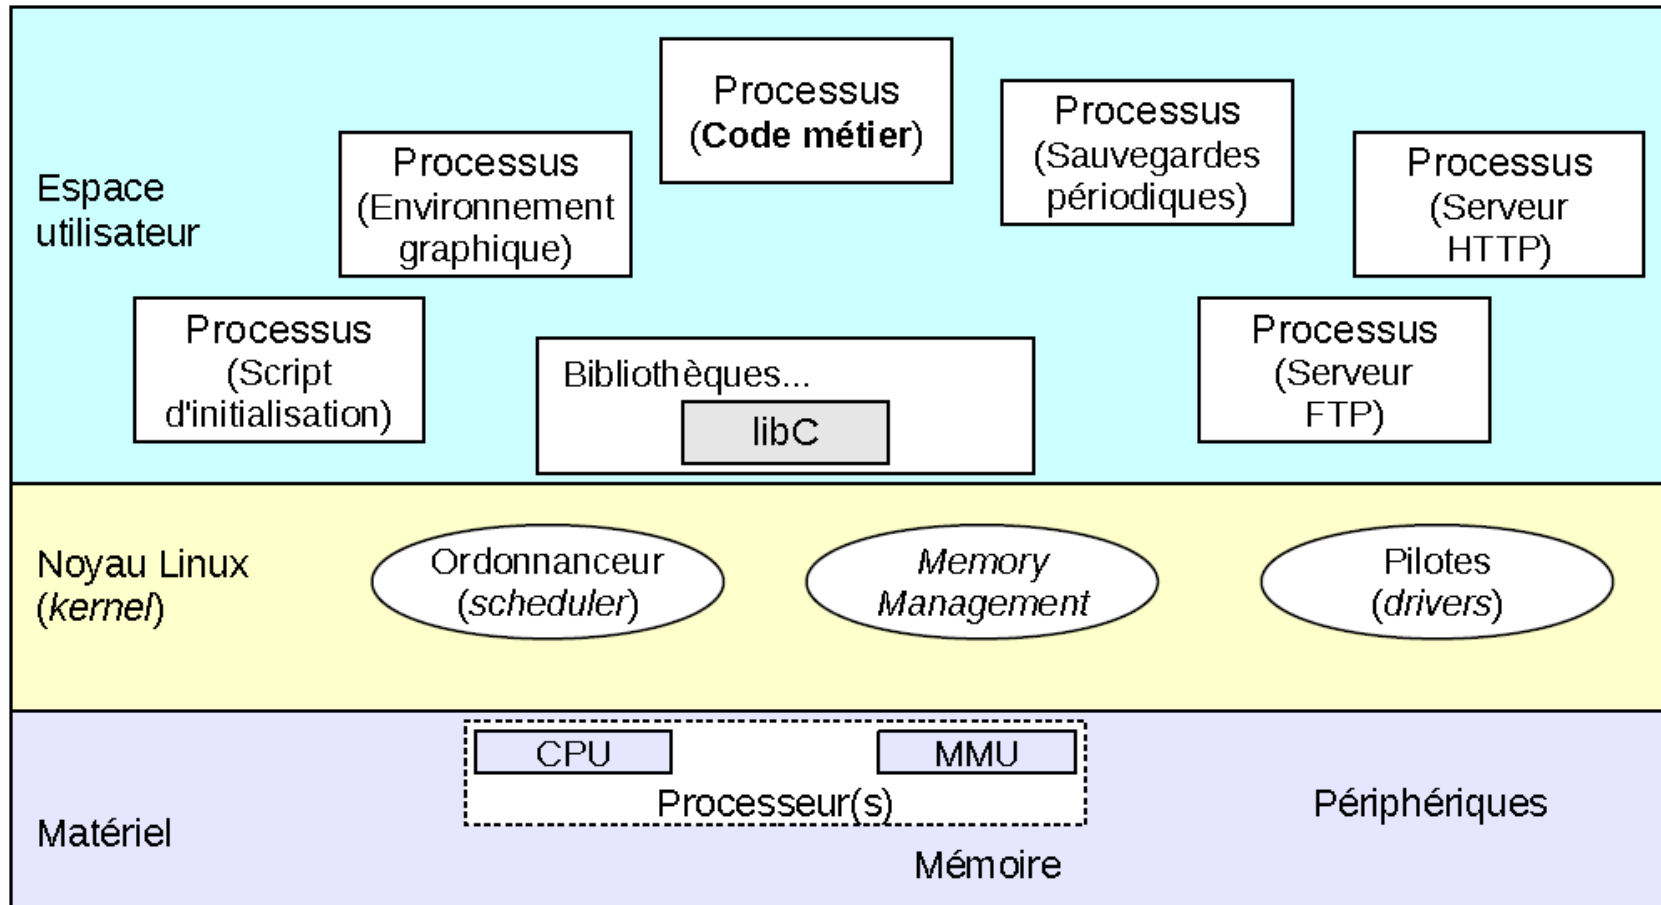 Processus
(Code métier)
Processus
(Sauvegardes
périodiques)
Processus
(Environnement
graphique)
Processus
(Serveur
HTTP)
Espace
utilisateur
Processus
(Script
d'initialisation)
Bibliothèques...
libC
Processus
(Serveur
FTP)
Noyau Linux
(kernel)
Ordonnanceur
(scheduler)
Memory
Management
Pilotes
(drivers)
CPU
MMU
Processeur(s)
Périphériques
Matériel
Mémoire